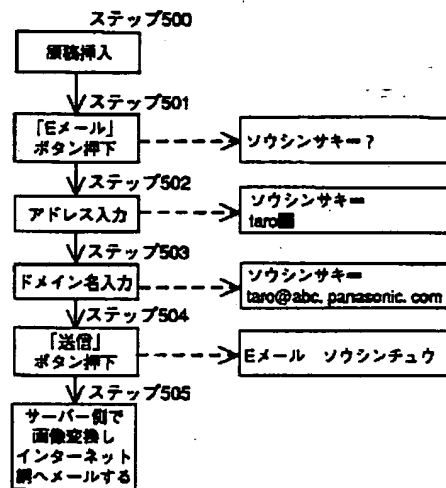 ステップ500
原稿挿入
ステップ501
「Eメール」
ボタン押下
ソウシンサキ=?
ステップ502
アドレス入力
ソウシンサキ=
taro
ステップ503
ドメイン名入力
ソウシンサキ=
taro@abc. panasonic. com
ステップ504
「送信」
ボタン押下
Eメール ソウシンチュウ
ステップ505
サーバー側で
画像変換し
インターネット
網へメールする